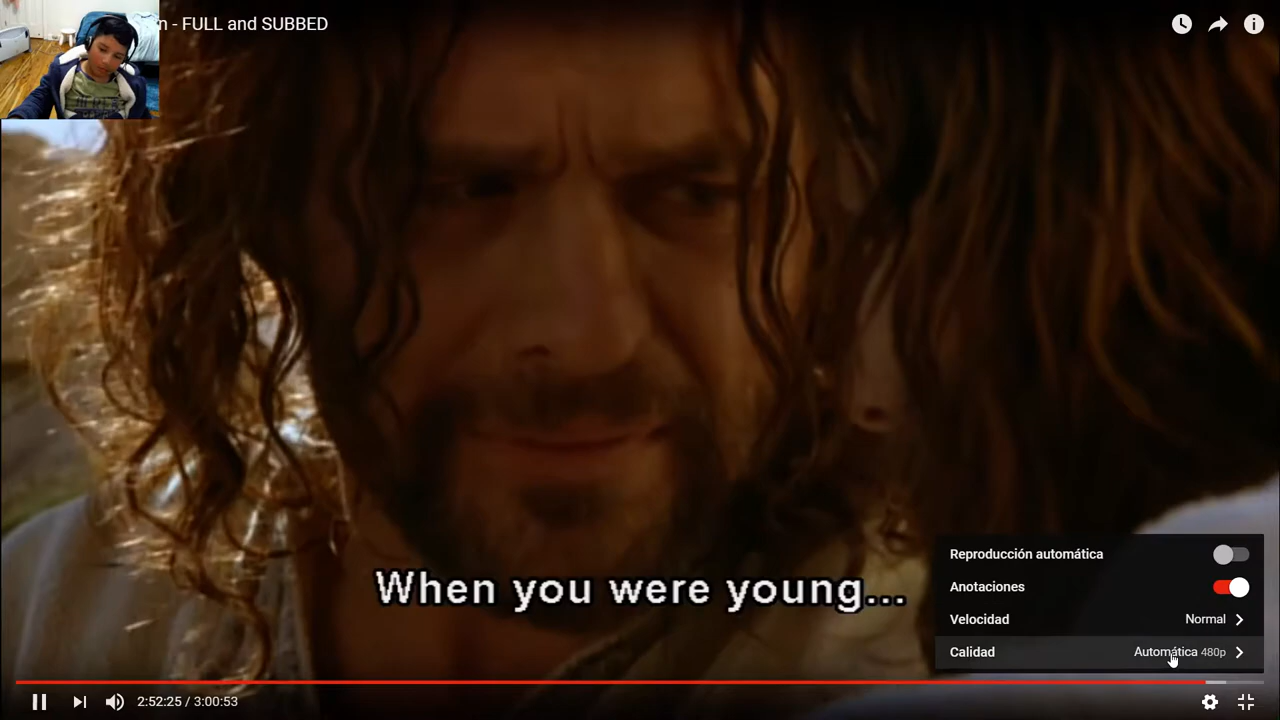 n - FULL and SUBBED
When you were young...
Reproducción automática
Anotaciones
Velocidad Normal
Calidad Automática 480p
2:52:25 / 3:00:53